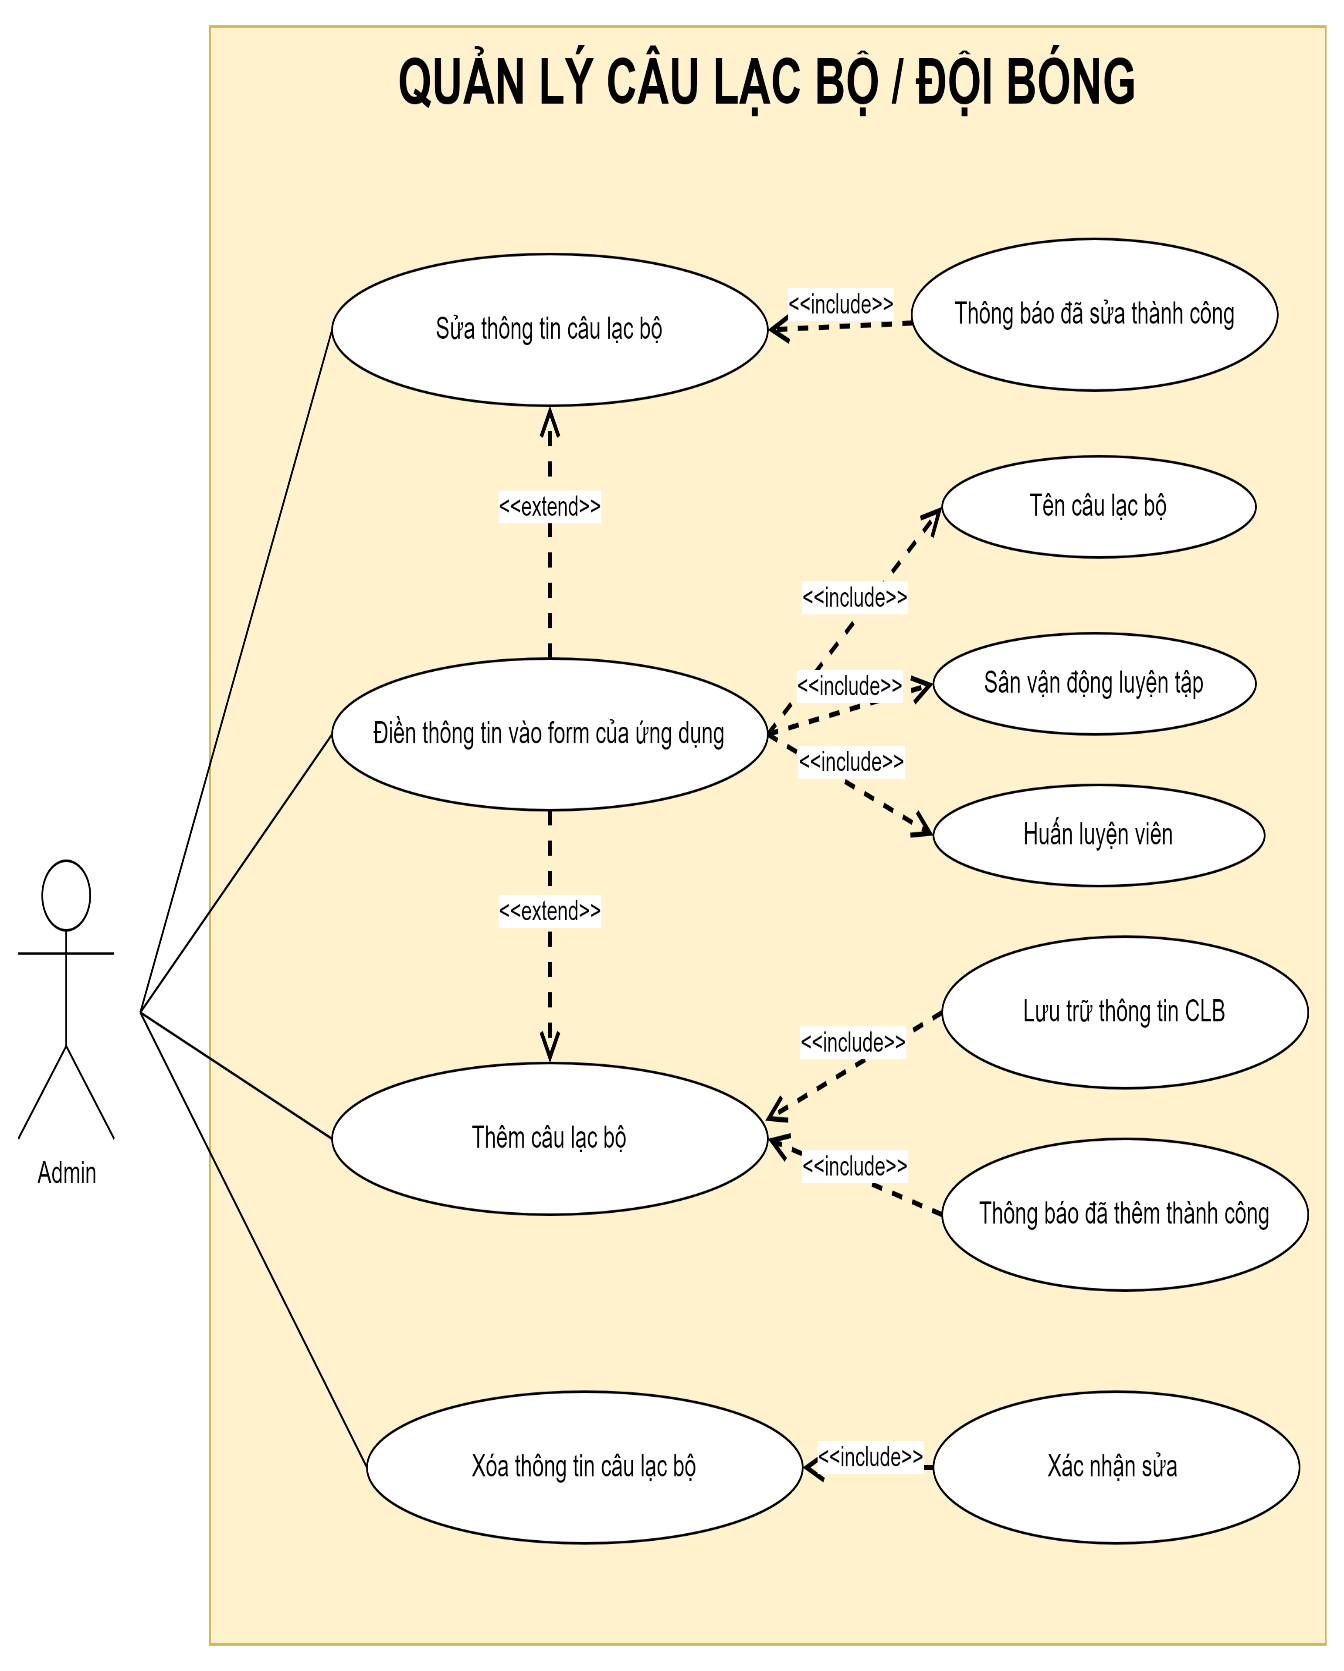 QUẢN LÝ CÂU LẠC BỘ / ĐỘI BÓNG
Sửa thông tin câu lạc bộ
<<include>>
Thông báo đã sửa thành công
<<extend>>
Tên câu lạc bộ
<<include>>
Sân vận động luyện tập
<<include>>
Điền thông tin vào form của ứng dụng
<<include>>
Huấn luyện viên
<<extend>>
Lưu trữ thông tin CLB
<<include>>
Thêm câu lạc bộ
<<include>>
Thông báo đã thêm thành công
Admin
Xóa thông tin câu lạc bộ
<<include>>
Xác nhận sửa